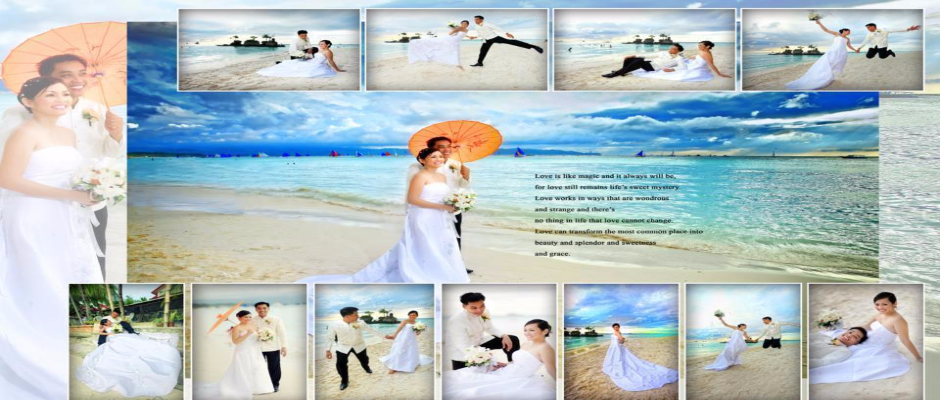 Love is like magic and it always will be,
for love still remains life's sweet mystery
Love works in ways that are wondrous
and strange and there's
no thing in life that love cannot change.
Love can transform the most common place into
beauty and splendor and sweetness
and grace.